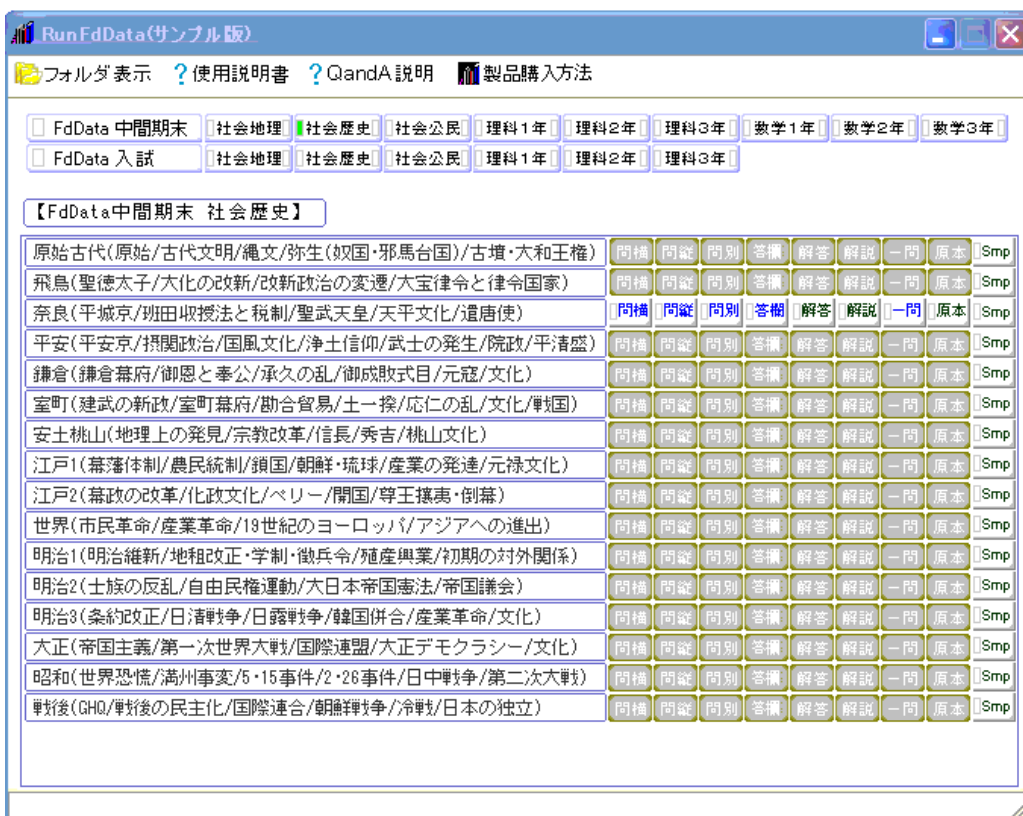 RunFdData(サンプル版)
フォルダ表示 ?使用説明書 ?QandA説明 製品購入方法
FdData 中間期末 社会地理 社会歴史 社会公民 理科1年 理科2年 理科3年 数学1年 数学2年 数学3年
FdData 入試 社会地理 社会歴史 社会公民 理科1年 理科2年 理科3年
【FdData中間期末 社会歴史】
原始古代(原始/古代文明/縄文/弥生(奴国・邪馬台国)/古墳・大和王権) 問横 問縦 問別 答欄 解答 解説 一問 原本 Smp
飛鳥(聖徳太子/大化の改新/改新政治の変遷/大宝律令と律令国家) 問横 問縦 問別 答欄 解答 解説 一問 原本 Smp
奈良(平城京/班田収授法と税制/聖武天皇/天平文化/遣唐使) 問横 問縦 問別 答欄 解答 解説 一問 原本 Smp
平安(平安京/摂関政治/国風文化/浄土信仰/武士の発生/院政/平清盛) 問横 問縦 問別 答欄 解答 解説 一問 原本 Smp
鎌倉(鎌倉幕府/御恩と奉公/承久の乱/御成敗式目/元寇/文化) 問横 問縦 問別 答欄 解答 解説 一問 原本 Smp
室町(建武の新政/室町幕府/勘合貿易/土一揆/応仁の乱/文化/戦国) 問横 問縦 問別 答欄 解答 解説 一問 原本 Smp
安土桃山(地理上の発見/宗教改革/信長/秀吉/桃山文化) 問横 問縦 問別 答欄 解答 解説 一問 原本 Smp
江戸1(幕藩体制/農民統制/鎖国/朝鮮・琉球/産業の発達/元禄文化) 問横 問縦 問別 答欄 解答 解説 一問 原本 Smp
江戸2(幕政の改革/化政文化/ペリー/開国/尊王攘夷・倒幕) 問横 問縦 問別 答欄 解答 解説 一問 原本 Smp
世界(市民革命/産業革命/19世紀のヨーロッパ/アジアへの進出) 問横 問縦 問別 答欄 解答 解説 一問 原本 Smp
明治1(明治維新/地租改正・学制・徴兵令/殖産興業/初期の対外関係) 問横 問縦 問別 答欄 解答 解説 一問 原本 Smp
明治2(士族の反乱/自由民権運動/大日本帝国憲法/帝国議会) 問横 問縦 問別 答欄 解答 解説 一問 原本 Smp
明治3(条約改正/日清戦争/日露戦争/韓国併合/産業革命/文化) 問横 問縦 問別 答欄 解答 解説 一問 原本 Smp
大正(帝国主義/第一次世界大戦/国際連盟/大正デモクラシー/文化) 問横 問縦 問別 答欄 解答 解説 一問 原本 Smp
昭和(世界恐慌/満州事変/5・15事件/2・26事件/日中戦争/第二次大戦) 問横 問縦 問別 答欄 解答 解説 一問 原本 Smp
戦後(GHQ/戦後の民主化/国際連合/朝鮮戦争/冷戦/日本の独立) 問横 問縦 問別 答欄 解答 解説 一問 原本 Smp